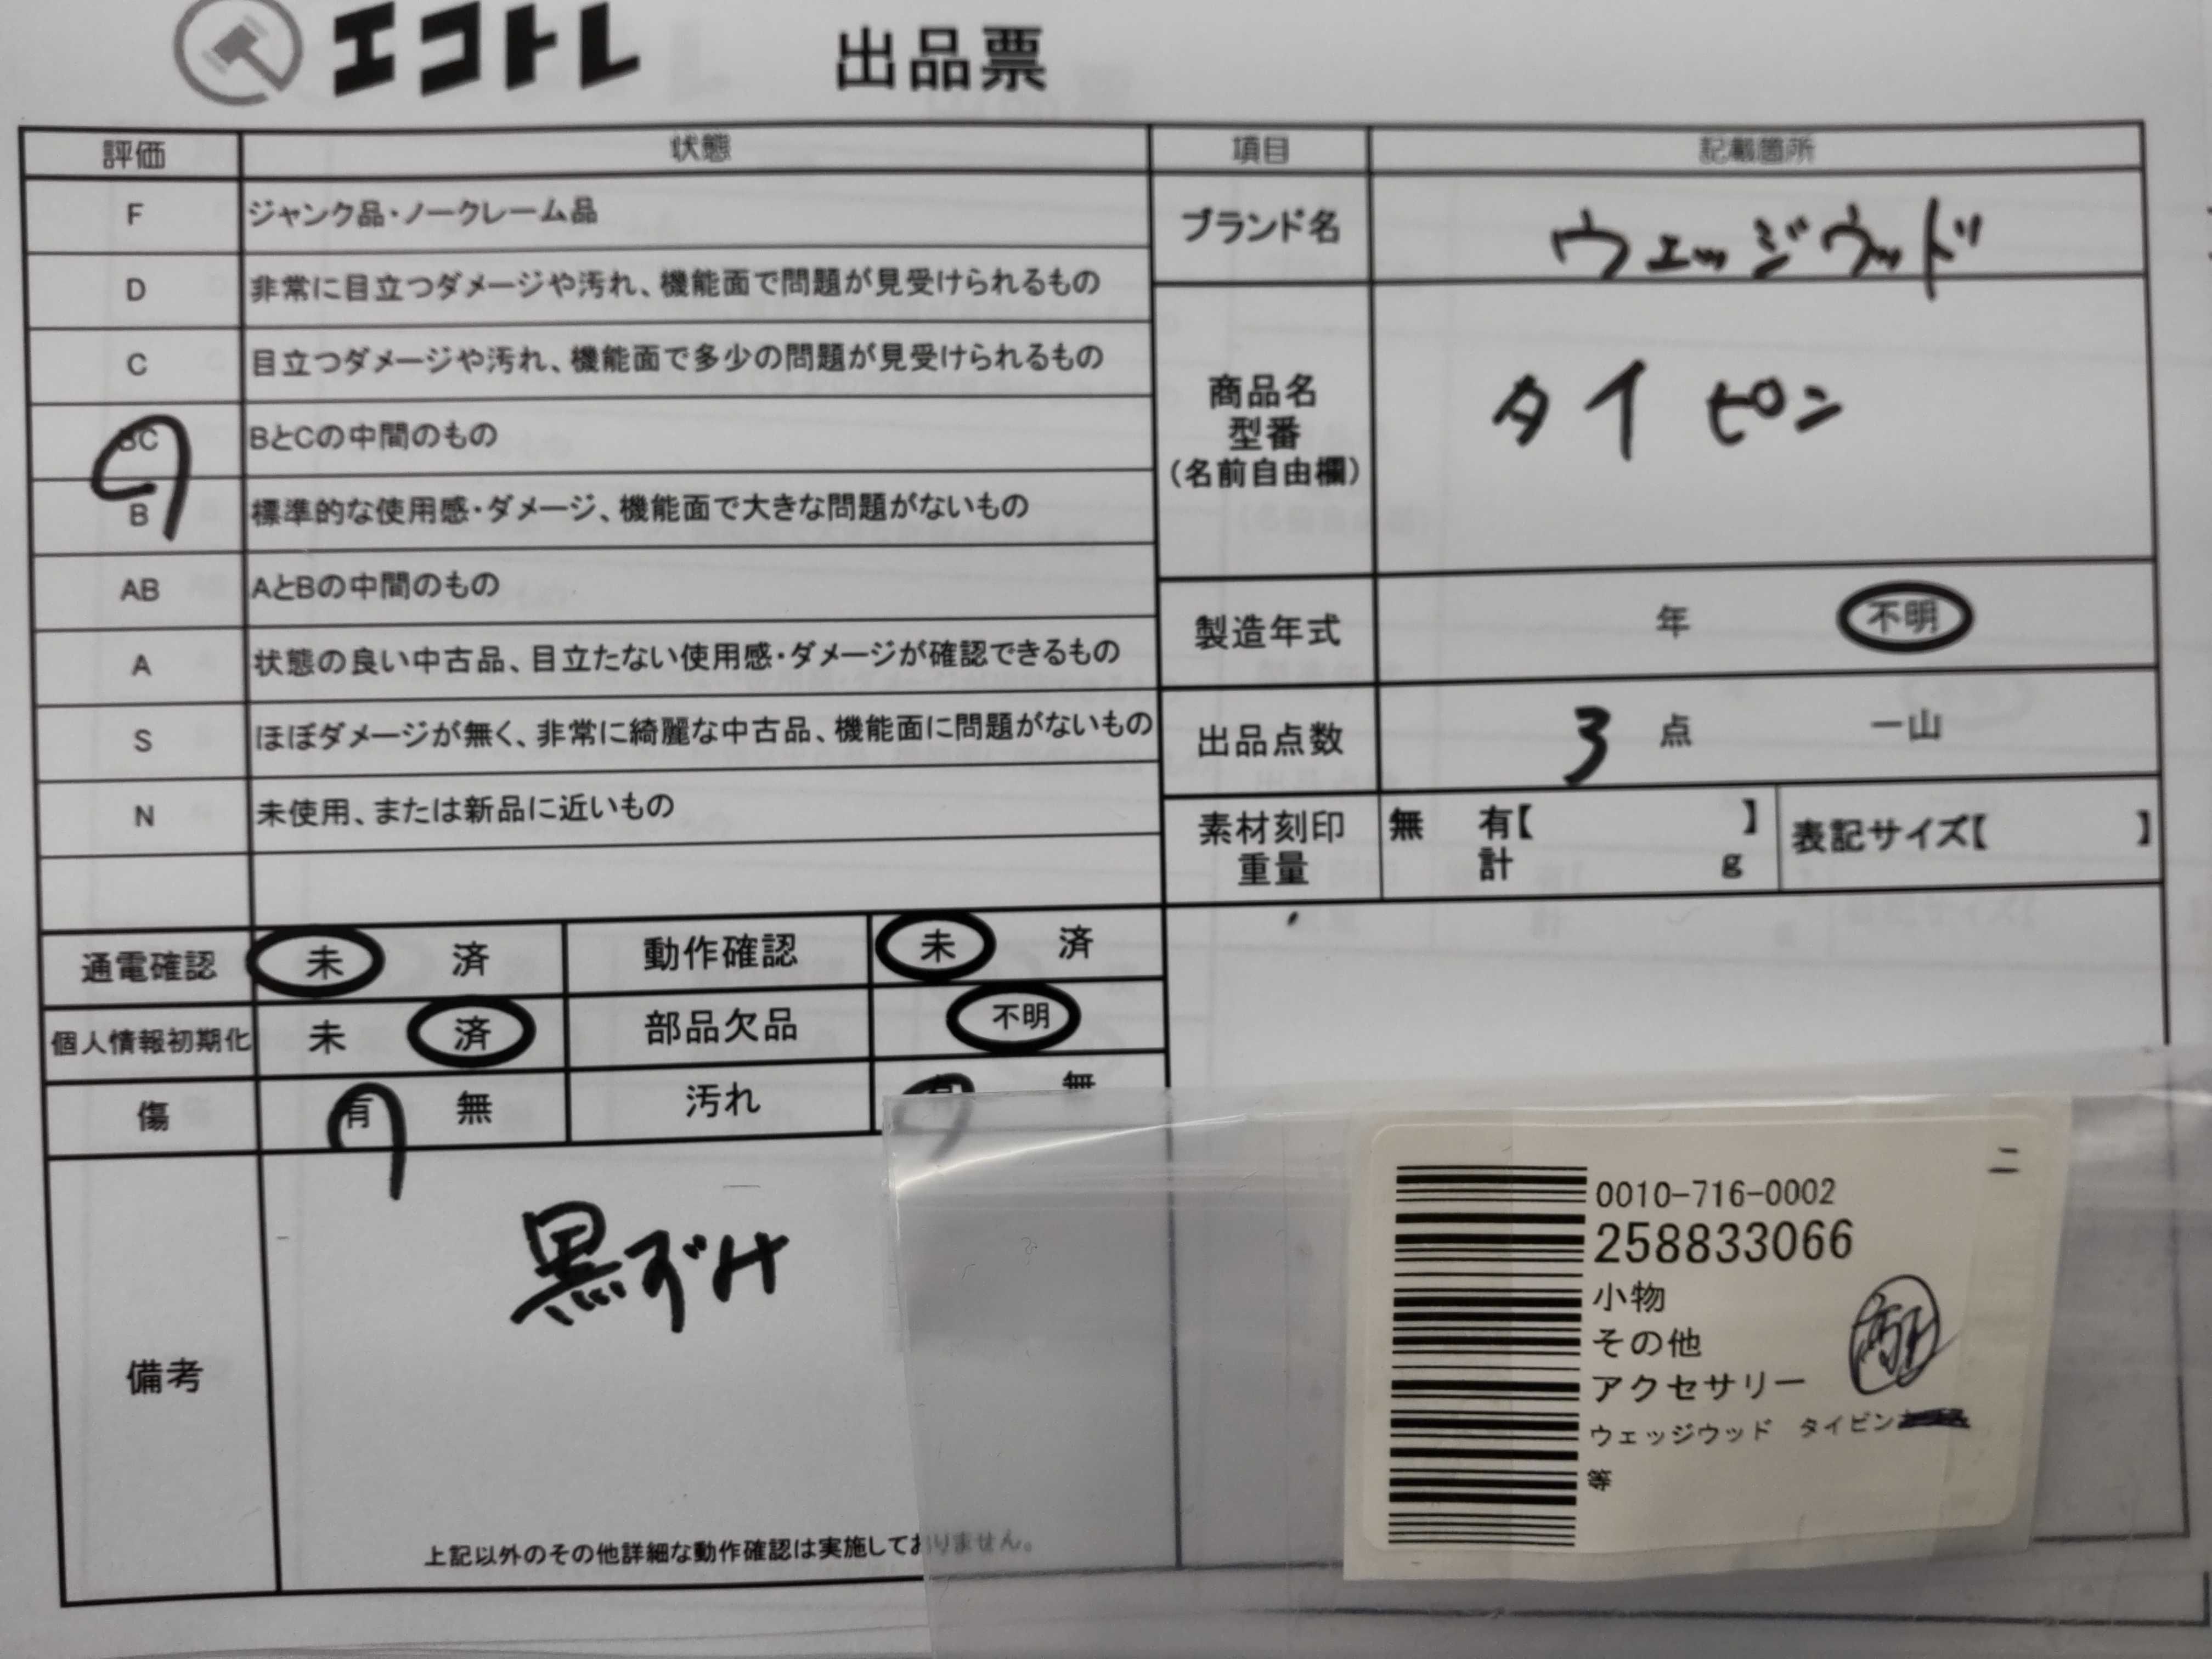 エコトレ 出品票
評価 状態 項目 記載箇所
F ジャンク品・ノークレーム品
D 非常に目立つダメージや汚れ、機能面で問題が見受けられるもの
C 目立つダメージや汚れ、機能面で多少の問題が見受けられるもの
BC BとCの中間のもの
B 標準的な使用感・ダメージ、機能面で大きな問題がないもの
AB AとBの中間のもの
A 状態の良い中古品、目立たない使用感・ダメージが確認できるもの
S ほぼダメージが無く、非常に綺麗な中古品、機能面に問題がないもの
N 未使用、または新品に近いもの
ブランド名 ウェッジウッド
商品名
型番
(名前自由欄)
タイピン
製造年式 年 不明
出品点数 3 点 一山
素材刻印 無 有【 】 表記サイズ【 】
重量 計 g
通電確認 未 済 動作確認 未 済
個人情報初期化 未 済 部品欠品 不明
傷 有 無 汚れ 有 無
備考
黒ずみ
上記以外のその他詳細な動作確認は実施しておりません。
0010-716-0002
258833066
小物
その他
アクセサリー
ウェッジウッド タイピン
等